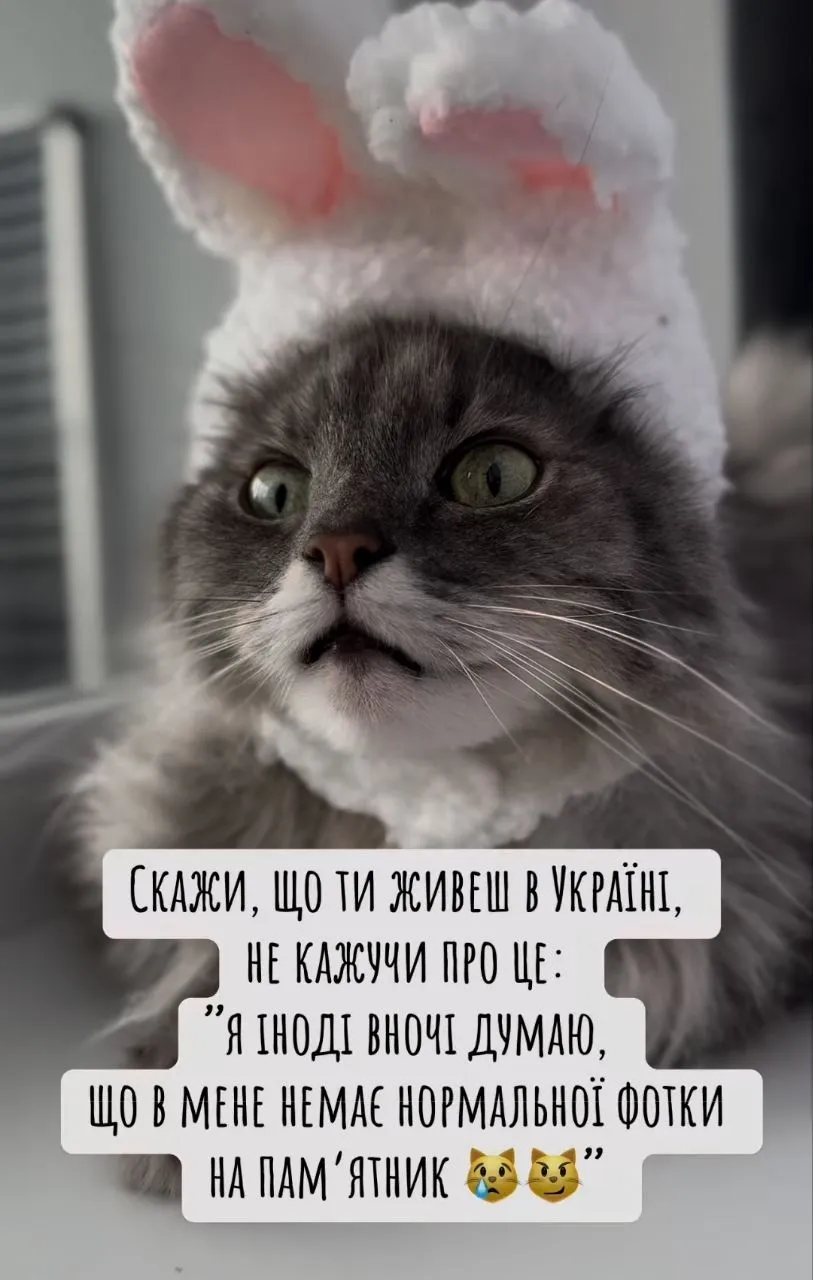 Скажи, що ти живеш в Україні,
не кажучи про це:
”я іноді вночі думаю,
що в мене немає нормальної фотки
на пам’ятник 😿😼”